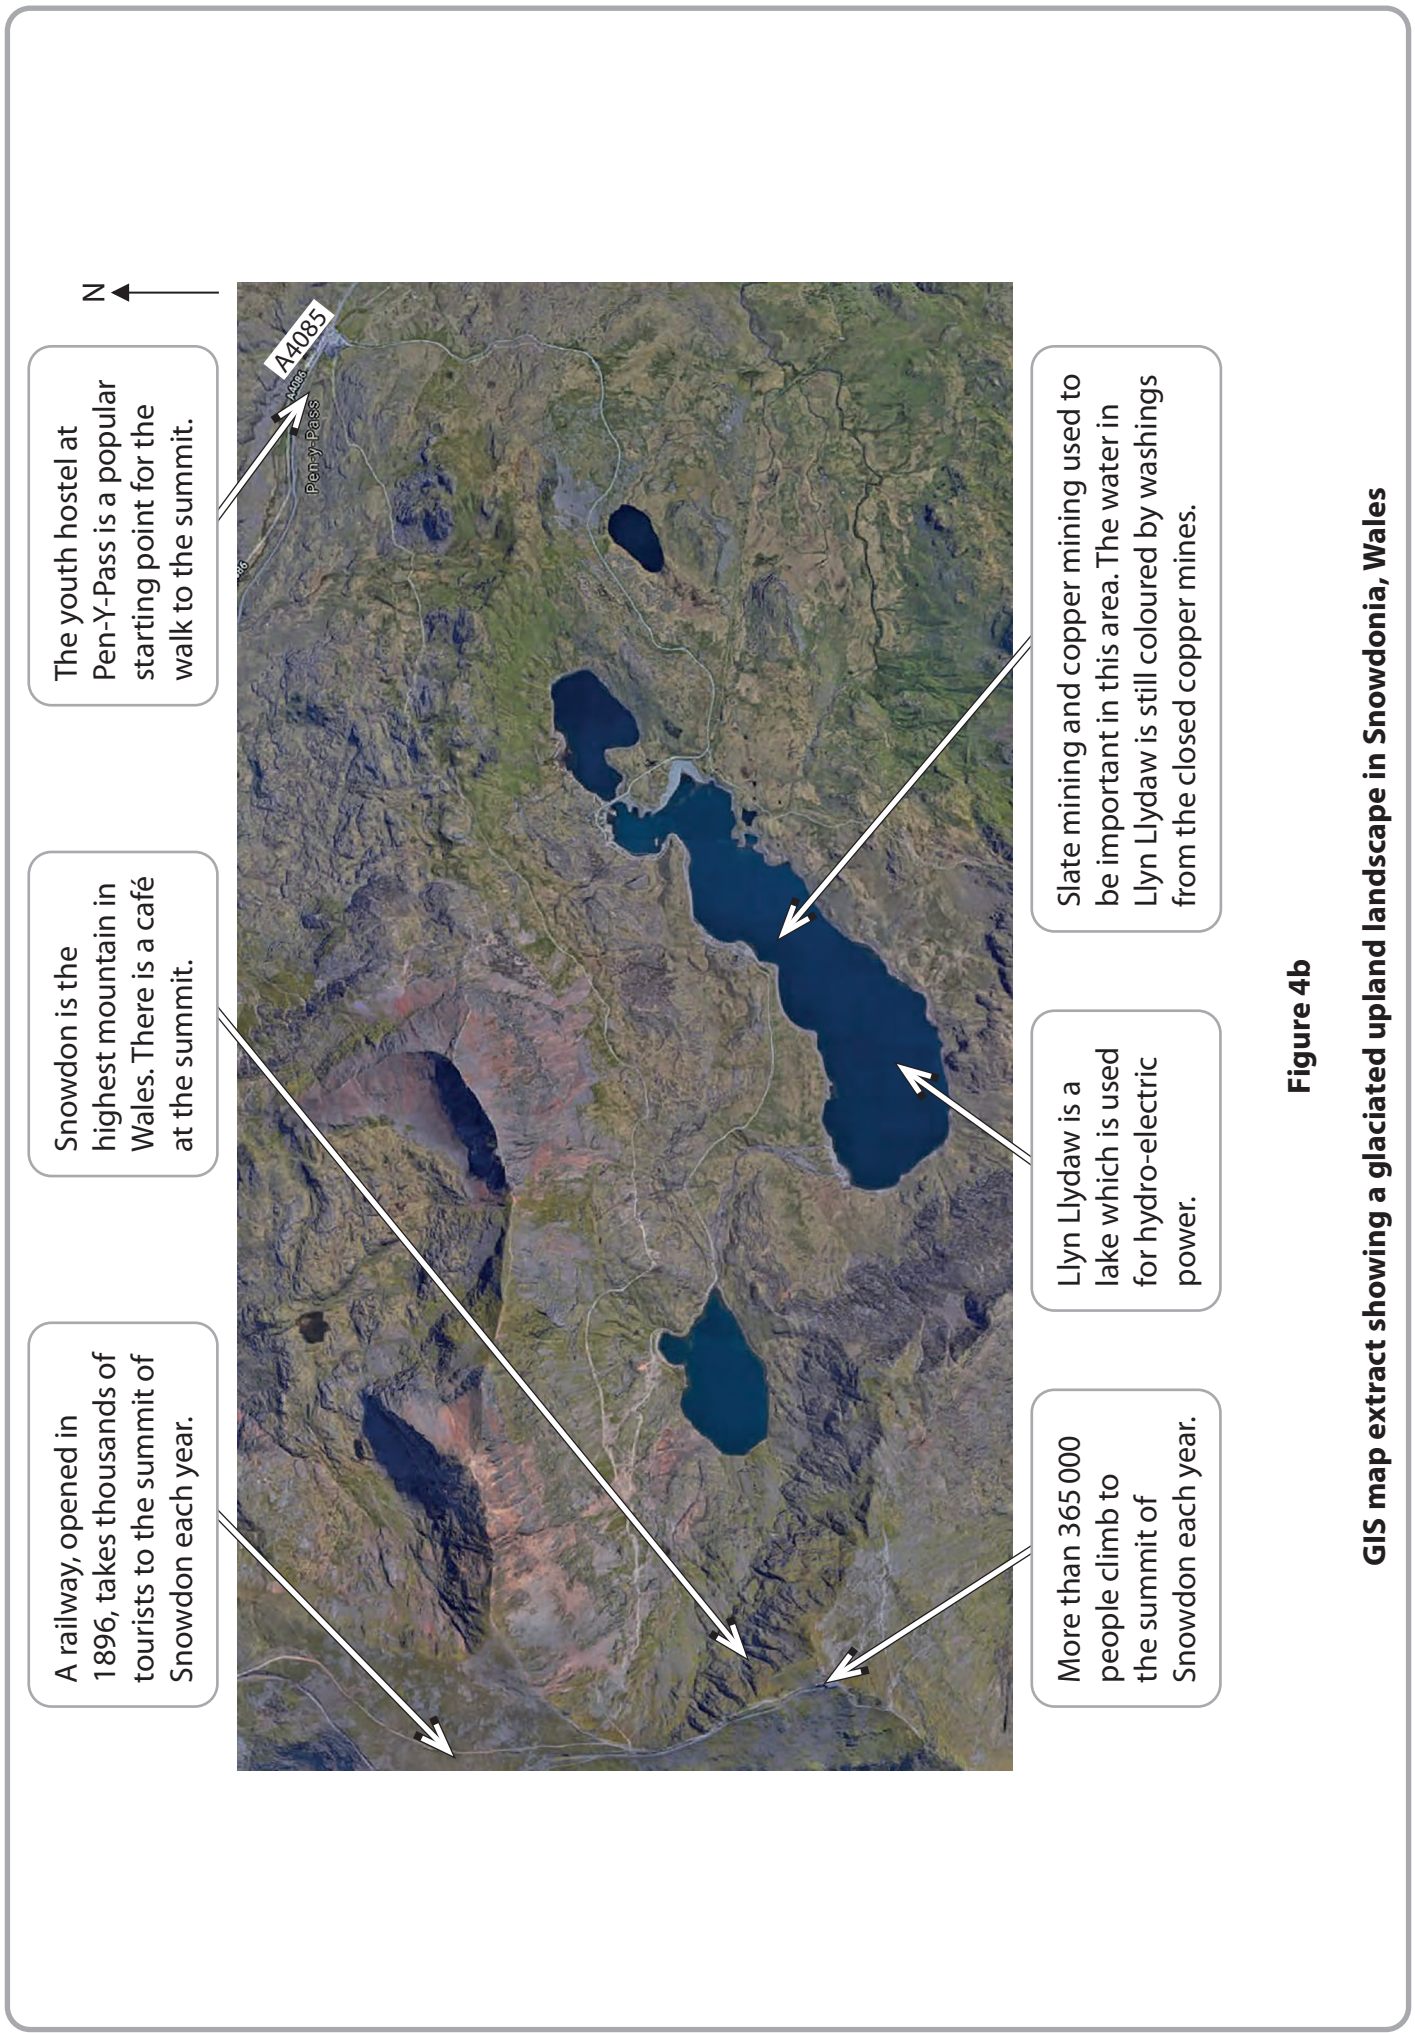 A railway, opened in
1896, takes thousands of
tourists to the summit of
Snowdon each year.
Snowdon is the
highest mountain in
Wales. There is a café
at the summit.
The youth hostel at
Pen-Y-Pass is a popular
starting point for the
walk to the summit.
N
86
A4086
A4085
Pen-y-Pass
More than 365 000
people climb to
the summit of
Snowdon each year.
Llyn Llydaw is a
lake which is used
for hydro-electric
power.
Slate mining and copper mining used to
be important in this area. The water in
Llyn Llydaw is still coloured by washings
from the closed copper mines.
Figure 4b
GIS map extract showing a glaciated upland landscape in Snowdonia, Wales